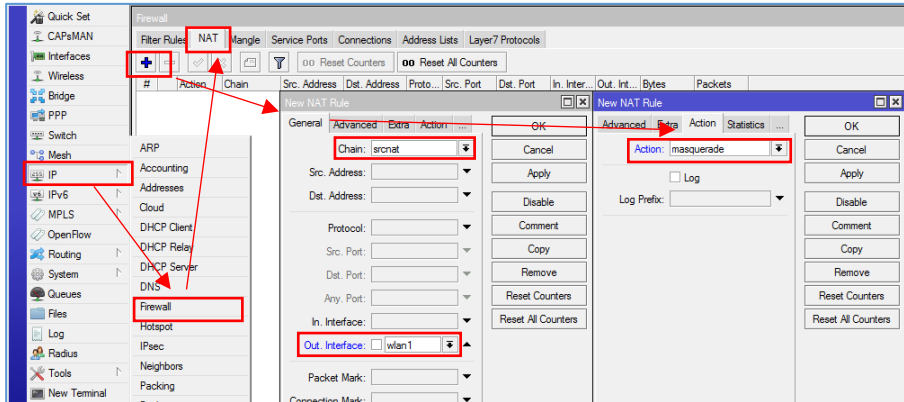 Quick Set
CAPsMAN
Interfaces
Wireless
Bridge
PPP
Switch
Mesh
IP
IPv6
MPLS
OpenFlow
Routing
System
Queues
Files
Log
Radius
Tools
New Terminal
ARP
Accounting
Addresses
Cloud
DHCP Client
DHCP Relay
DHCP Server
DNS
Firewall
Hotspot
IPsec
Neighbors
Packing
Firewall
Filter Rules NAT Mangle Service Ports Connections Address Lists Layer7 Protocols
00 Reset Counters 00 Reset All Counters
# Action Chain Src. Address Dst. Address Proto... Src. Port Dst. Port In. Inter... Out. Int... Bytes Packets
New NAT Rule
General Advanced Extra Action ...
Chain: srcnat
Src. Address:
Dst. Address:
Protocol:
Src. Port:
Dst. Port:
Any. Port:
In. Interface:
Out. Interface: wlan1
Packet Mark:
Connection Mark:
OK
Cancel
Apply
Disable
Comment
Copy
Remove
Reset Counters
Reset All Counters
New NAT Rule
Advanced Extra Action Statistics ...
Action: masquerade
Log
Log Prefix:
OK
Cancel
Apply
Disable
Comment
Copy
Remove
Reset Counters
Reset All Counters